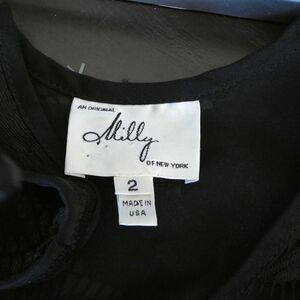 AN ORIGINAL
Milly
OF NEW YORK
2
MADE IN
USA